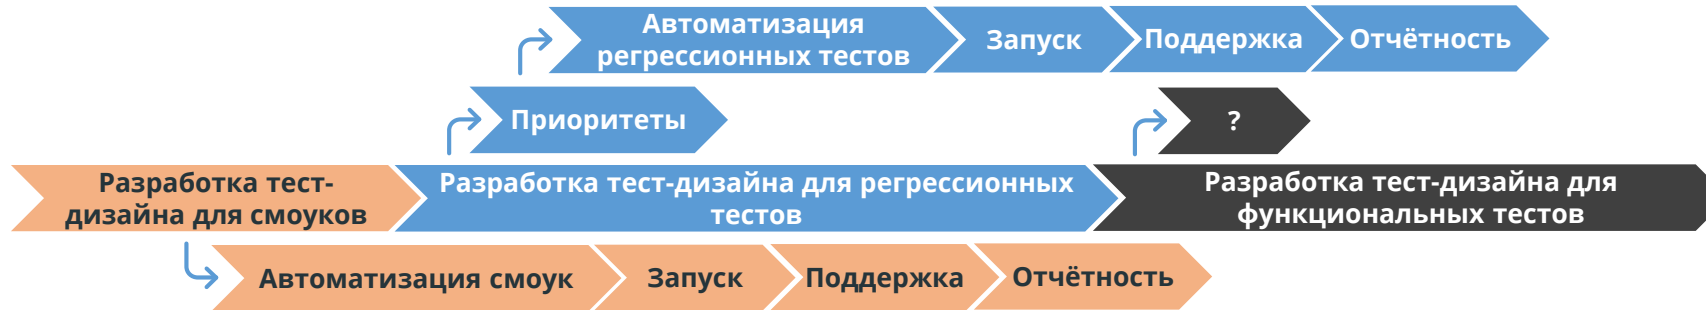 Автоматизация
регрессионных тестов
Запуск
Поддержка
Отчётность
Приоритеты
?
Разработка тест-
дизайна для смоуков
Разработка тест-дизайна для регрессионных
тестов
Разработка тест-дизайна для
функциональных тестов
Автоматизация смоук
Запуск
Поддержка
Отчётность